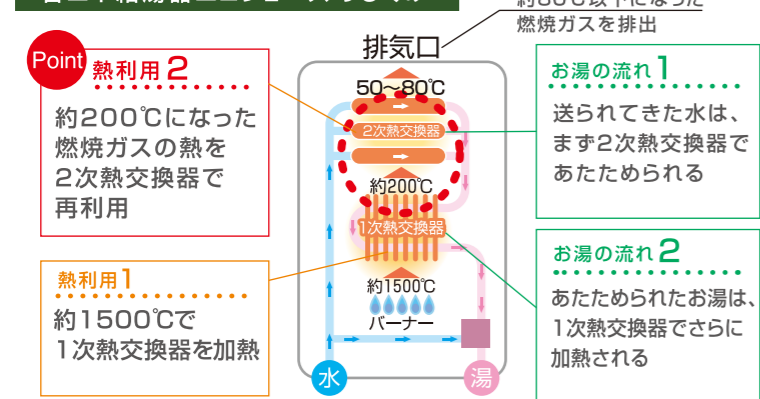 燃焼ガスを排出
排気口
Point
熱利用2
約200℃になった
燃焼ガスの熱を
2次熱交換器で
再利用
50〜80℃
2次熱交換器
約200℃
1次熱交換器
約1500℃
バーナー
水
湯
熱利用1
約1500℃で
1次熱交換器を加熱
お湯の流れ1
送られてきた水は、
まず2次熱交換器で
あたためられる
お湯の流れ2
あたためられたお湯は、
1次熱交換器でさらに
加熱される